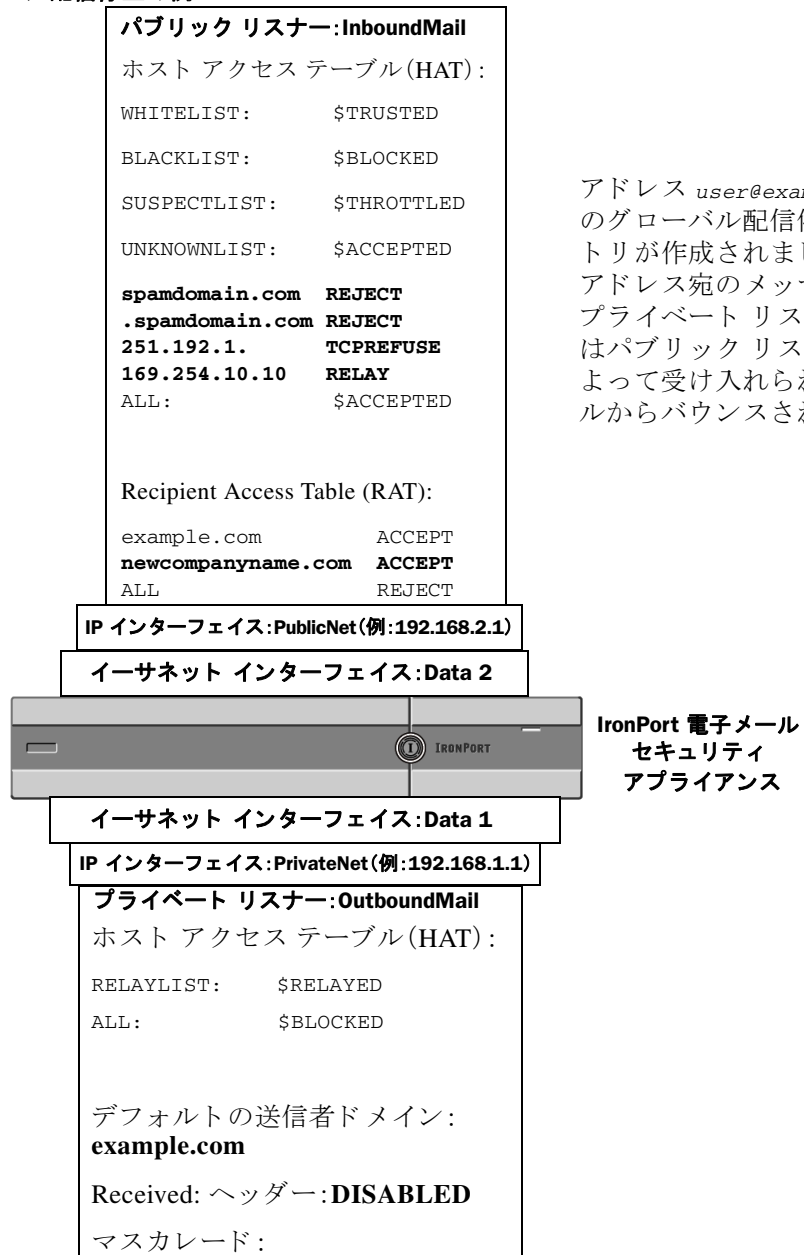 パブリック リスナー:InboundMail
ホスト アクセス テーブル(HAT):
WHITELIST: $TRUSTED
BLACKLIST: $BLOCKED
SUSPECTLIST: $THROTTLED
UNKNOWNLIST: $ACCEPTED
spamdomain.com REJECT
.spamdomain.com REJECT
251.192.1. TCPREFUSE
169.254.10.10 RELAY
ALL: $ACCEPTED
Recipient Access Table (RAT):
example.com ACCEPT
newcompanyname.com ACCEPT
ALL REJECT
アドレス user@exa
のグローバル配信
トリが作成されま
アドレス宛のメッ
プライベート リス
はパブリック リス
よって受け入れら
ルからバウンスさ
IP インターフェイス:PublicNet(例:192.168.2.1)
イーサネット インターフェイス:Data 2
IRONPORT
IronPort 電子メール
セキュリティ
アプライアンス
イーサネット インターフェイス:Data 1
IP インターフェイス:PrivateNet(例:192.168.1.1)
プライベート リスナー:OutboundMail
ホスト アクセス テーブル(HAT):
RELAYLIST: $RELAYED
ALL: $BLOCKED
デフォルトの送信者ドメイン:
example.com
Received: ヘッダー:DISABLED
マスカレード: